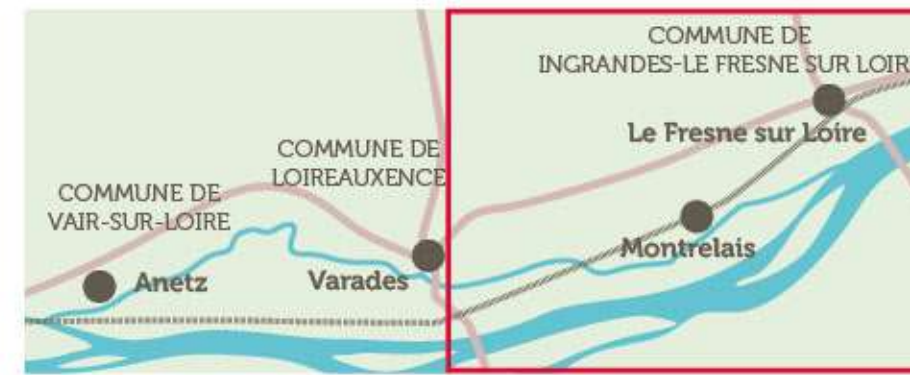 COMMUNE DE
INGRANDES-LE FRESNE SUR LOIR
Le Fresne sur Loire
COMMUNE DE
LOIREAUXENCE
COMMUNE DE
VAIR-SUR-LOIRE
Montrelais
Anetz
Varades